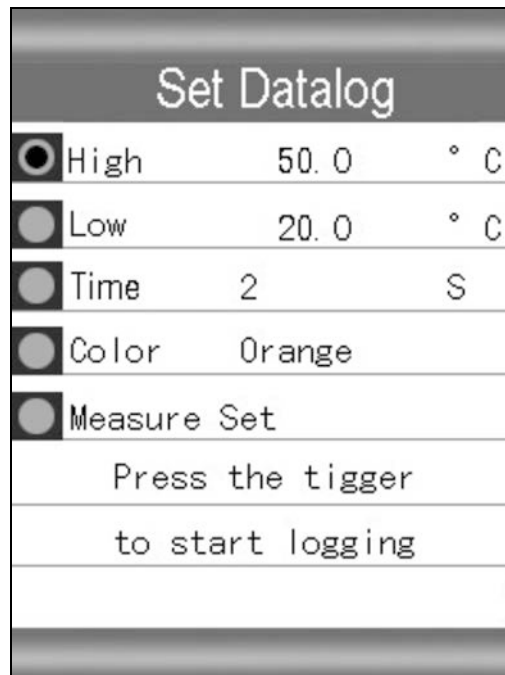 Set Datalog
High 50.0 ° C
Low 20.0 ° C
Time 2 S
Color Orange
Measure Set
Press the tigger
to start logging